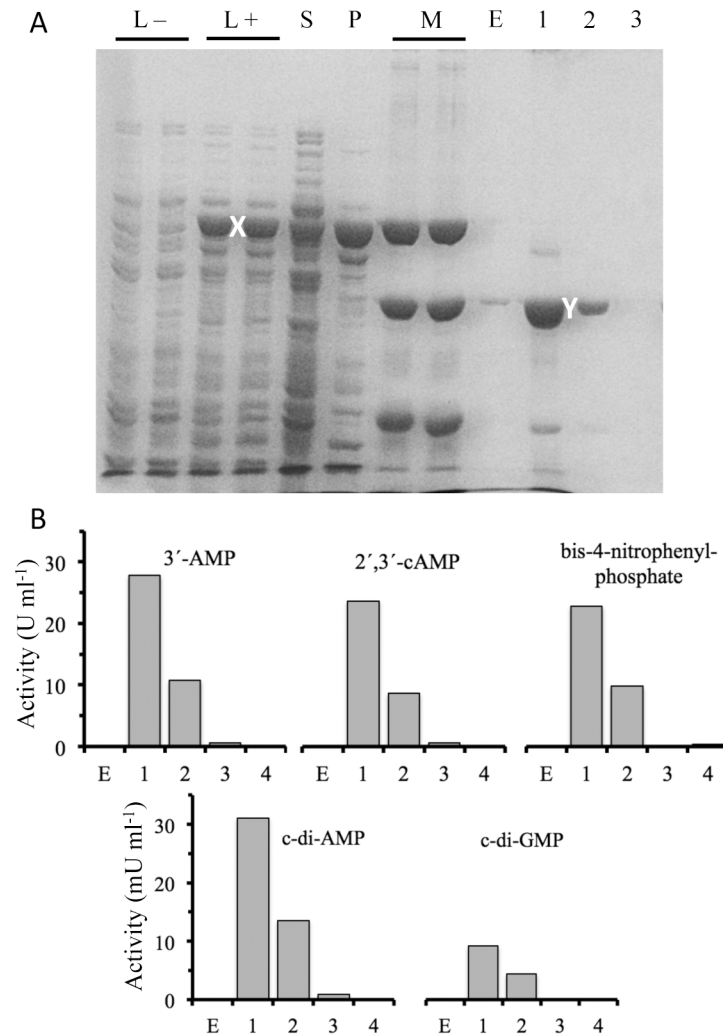 A
L – L + S P M E 1 2 3
X
Y
B
3´-AMP
2´,3´-cAMP
bis-4-nitrophenyl-
phosphate
Activity (U ml-1)
30
20
10
0
E 1 2 3 4
E 1 2 3 4
E 1 2 3 4
c-di-AMP
c-di-GMP
Activity (mU ml-1)
30
20
10
0
E 1 2 3 4
E 1 2 3 4